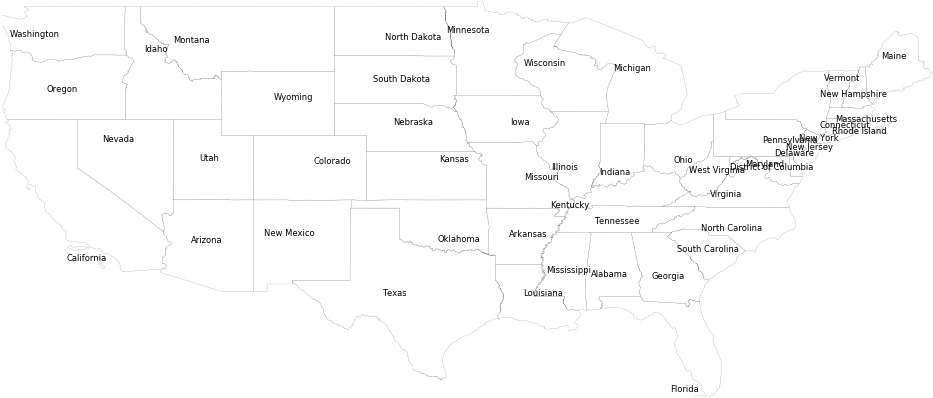 Maine
Minnesota
Washington
North Dakota
Montana
Idaho
Wisconsin
Michigan
Vermont
South Dakota
Oregon
New Hampshire
Wyoming
Massachusetts
Nebraska
Iowa
Connecticut
Rhode Island
New York
Nevada
Pennsylvania
New Jersey
Delaware
Utah
Kansas
Ohio
Colorado
Maryland
Illinois
District of Columbia
West Virginia
Indiana
Missouri
Virginia
Kentucky
Tennessee
North Carolina
New Mexico
Arkansas
Arizona
Oklahoma
South Carolina
California
Mississippi
Alabama
Georgia
Texas
Louisiana
Florida